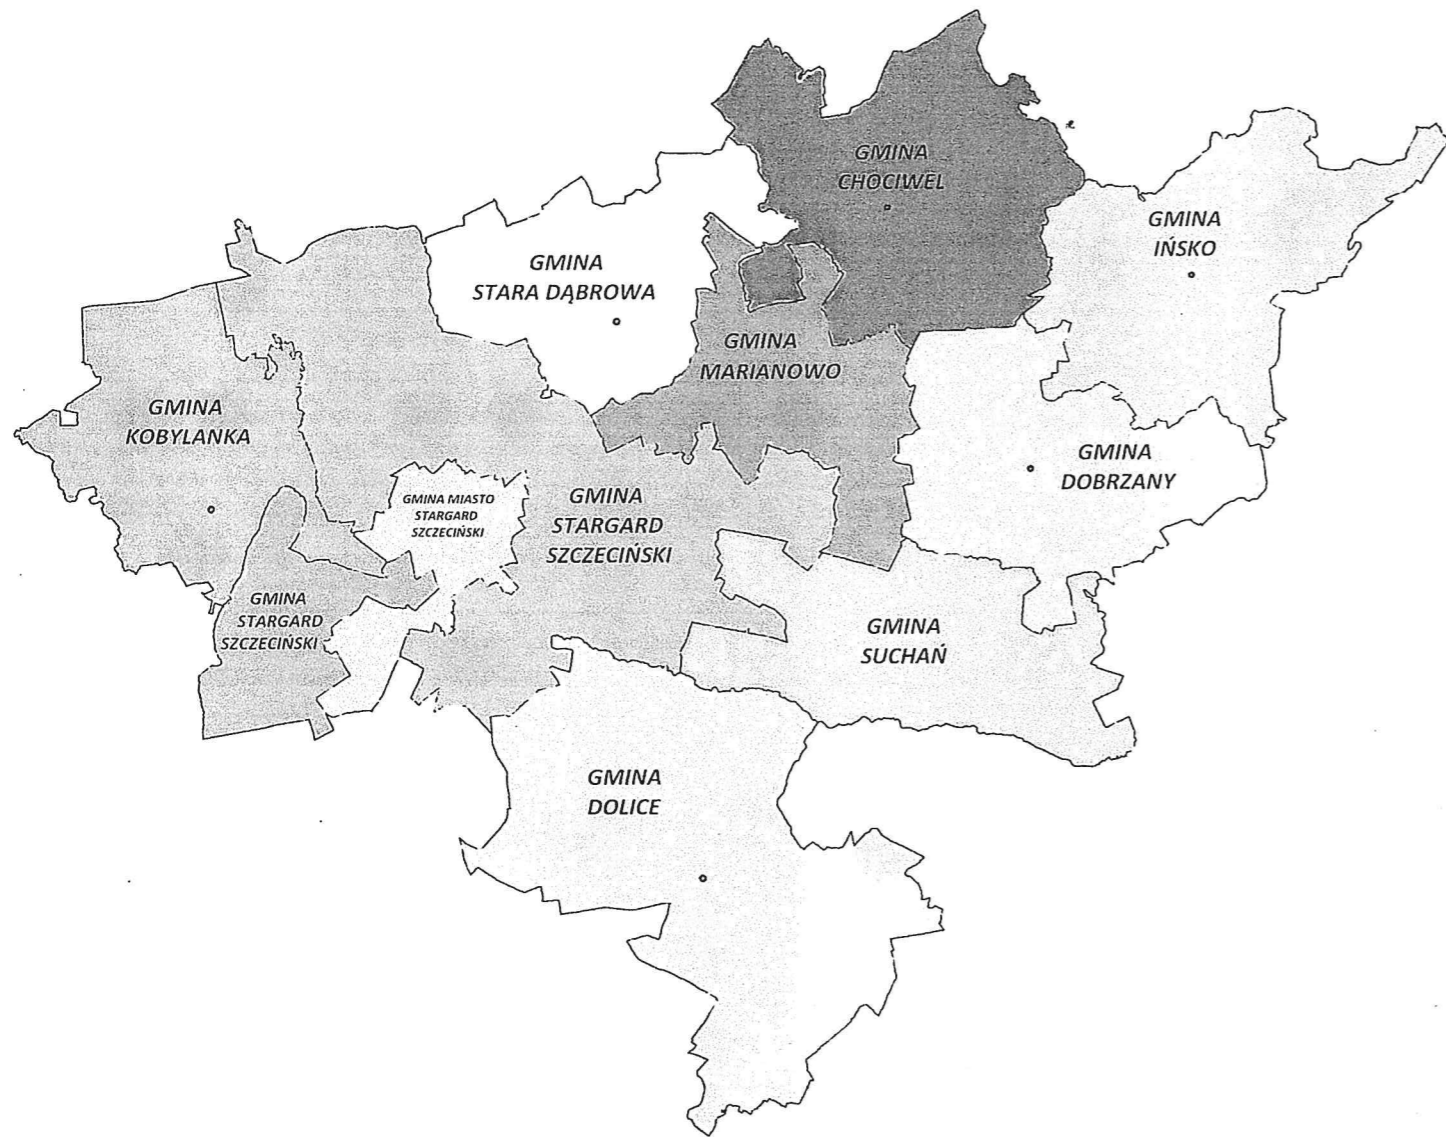 GMINA
CHOCIWEL
GMINA
IŃSKO
GMINA
STARA DĄBROWA
GMINA
MARIANOWO
GMINA
KOBYLANKA
GMINA
DOBRZANY
GMINA MIASTO
STARGARD
SZCZECIŃSKI
GMINA
STARGARD
SZCZECIŃSKI
GMINA
STARGARD
SZCZECIŃSKI
GMINA
SUCHAŃ
GMINA
DOLICE